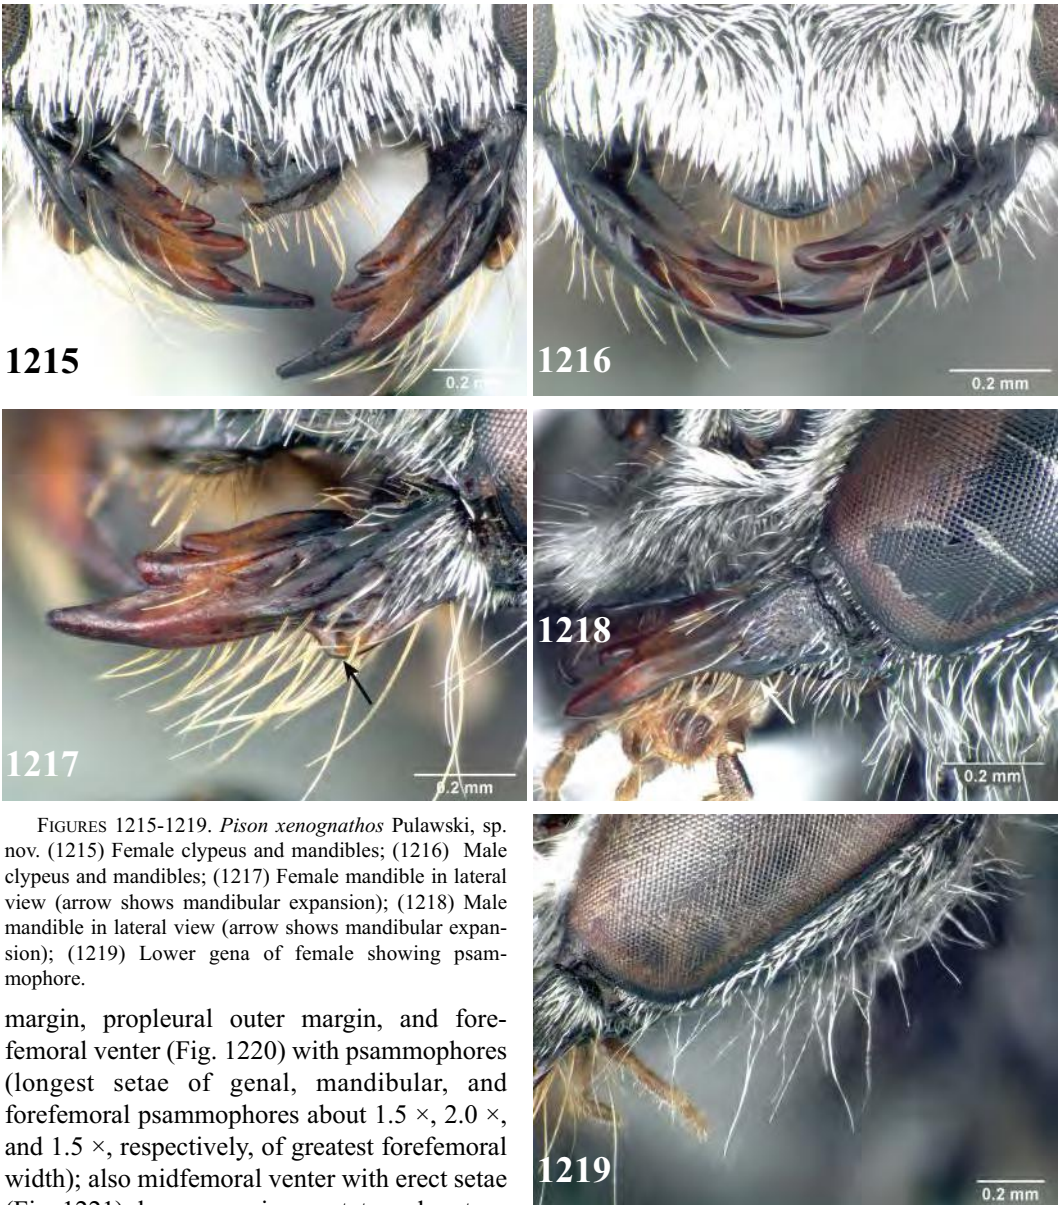 1215
0.2 mm
1216
0.2 mm
1217
0.2 mm
1218
0.2 mm
FIGURES 1215-1219. Pison xenognathos Pulawski, sp.
nov. (1215) Female clypeus and mandibles; (1216) Male
clypeus and mandibles; (1217) Female mandible in lateral
view (arrow shows mandibular expansion); (1218) Male
mandible in lateral view (arrow shows mandibular expan-
sion); (1219) Lower gena of female showing psam-
mophore.
margin, propleural outer margin, and fore-
femoral venter (Fig. 1220) with psammophores
(longest setae of genal, mandibular, and
forefemoral psammophores about 1.5 ×, 2.0 ×,
and 1.5 ×, respectively, of greatest forefemoral
width); also midfemoral venter with erect setae
1219
0.2 mm